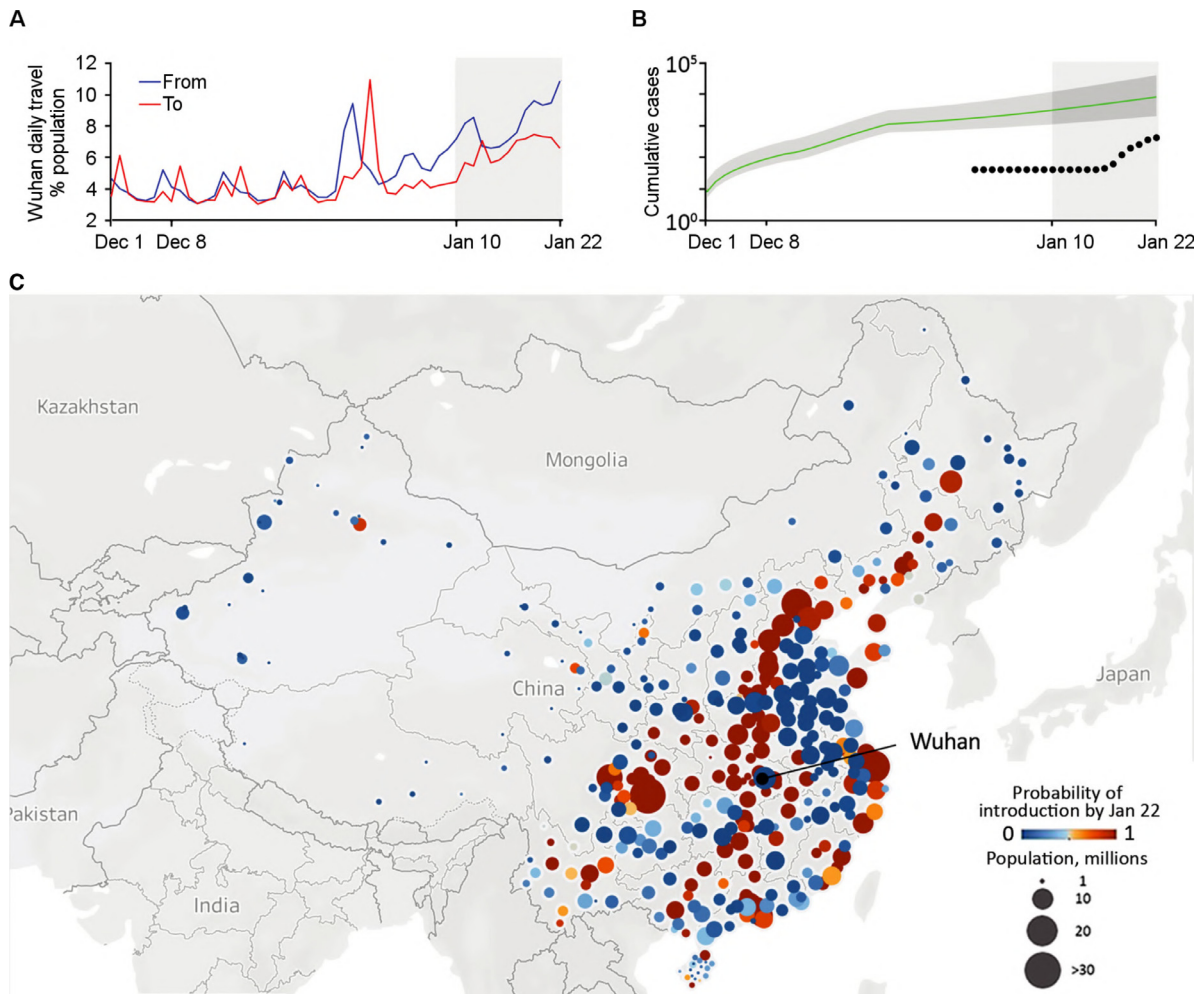 A
Wuhan daily travel
% population
12
10
8
6
4
2
From
To
Dec 1
Dec 8
Jan 10
Jan 22
B
Cumulative cases
10⁵
10⁰
Dec 1
Dec 8
Jan 10
Jan 22
C
Kazakhstan
Mongolia
China
Japan
Wuhan
Pakistan
India
Probability of
introduction by Jan 22
0 1
Population, millions
1
10
20
>30